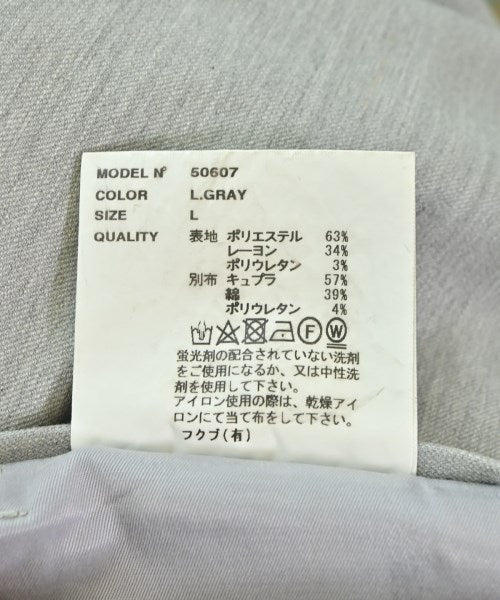 MODEL Nº 50607
COLOR L.GRAY
SIZE L
QUALITY 表地 ポリエステル 63%
レーヨン 34%
ポリウレタン 3%
別布 キュプラ 57%
綿 39%
ポリウレタン 4%
F W
蛍光剤の配合されていない洗剤
をご使用になるか、又は中性洗
剤を使用して下さい。
アイロン使用の際は、乾燥アイ
ロンにて当て布をして下さい。
フクブ(有)